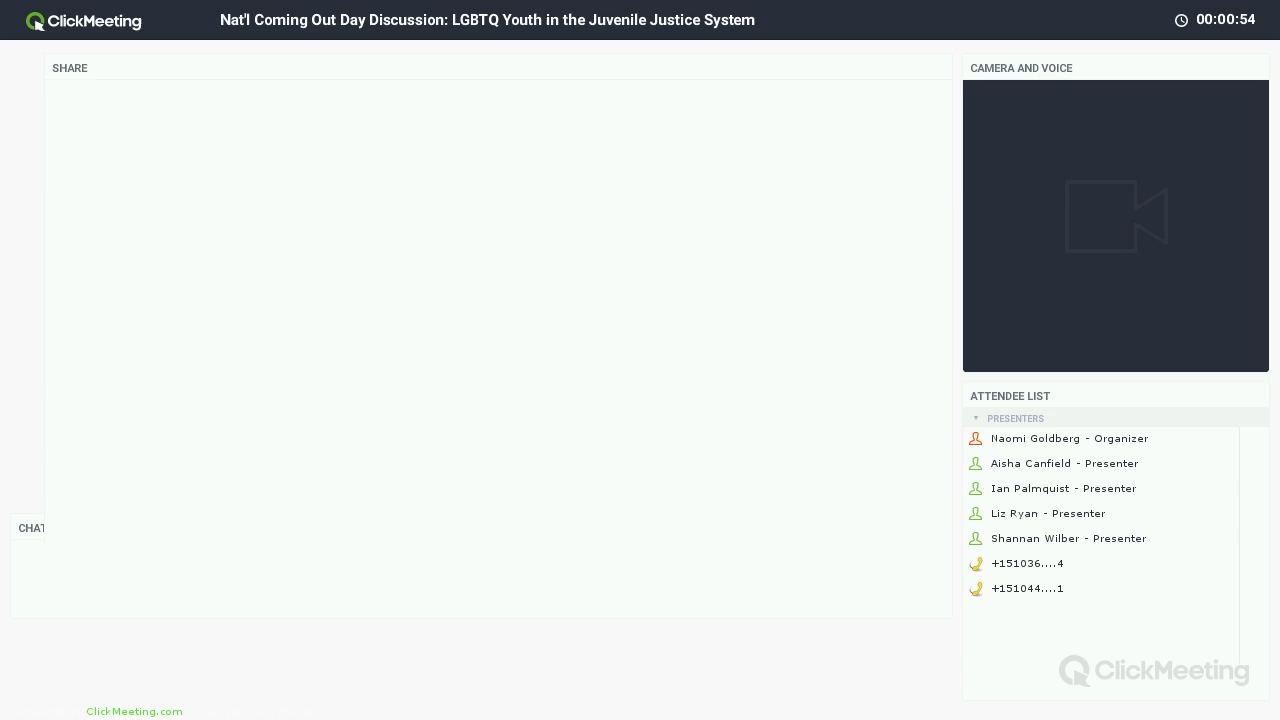 ClickMeeting
Nat'l Coming Out Day Discussion: LGBTQ Youth in the Juvenile Justice System
00:00:54
SHARE
CAMERA AND VOICE
ATTENDEE LIST
PRESENTERS
Naomi Goldberg - Organizer
Aisha Canfield - Presenter
Ian Palmquist - Presenter
Liz Ryan - Presenter
Shannan Wilber - Presenter
+151036....4
+151044....1
CHAT
ClickMeeting
ClickMeeting.com